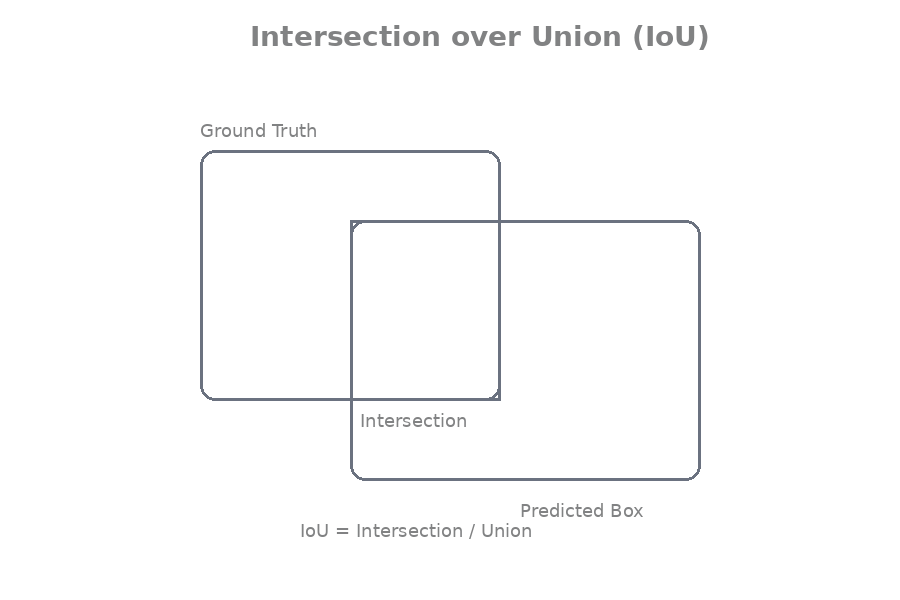 Intersection over Union (IoU)
Ground Truth
Intersection
Predicted Box
IoU = Intersection / Union